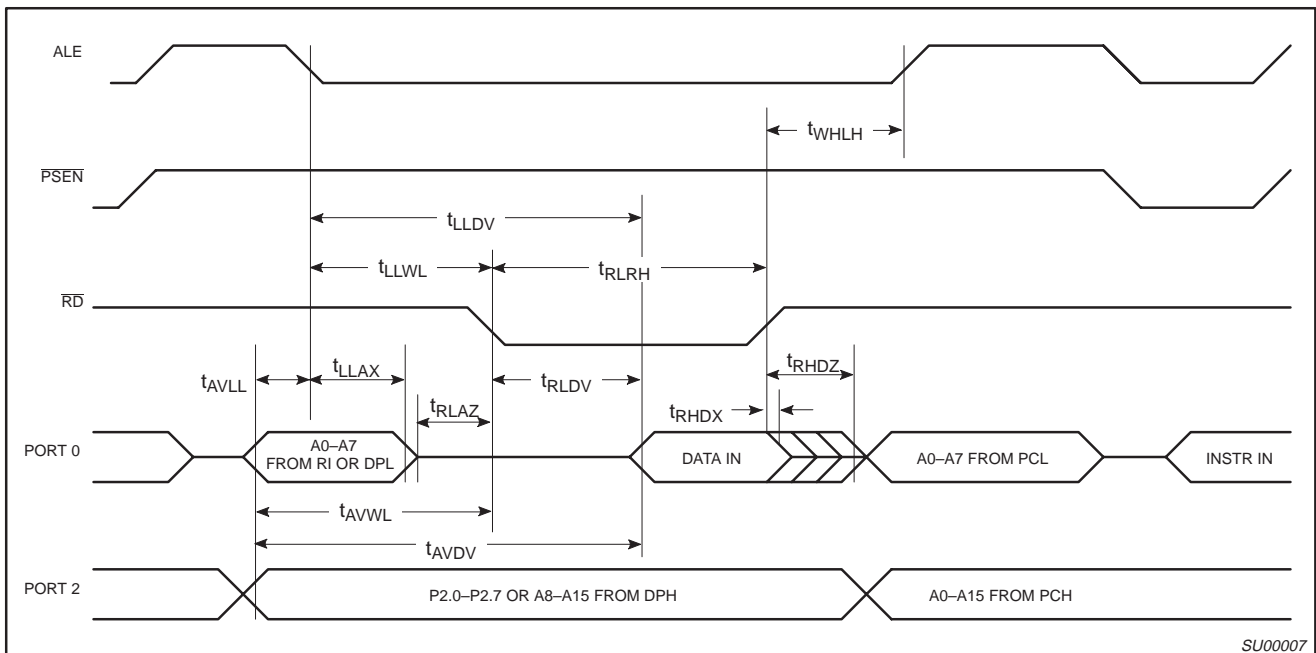 ALE
tWHLH
PSEN
tLLDV
tLLWL
tRLRH
RD
tAVLL
tLLAX
tRLDV
tRHDZ
tRLAZ
tRHDX
PORT 0
A0–A7
FROM RI OR DPL
DATA IN
A0–A7 FROM PCL
INSTR IN
tAVWL
tAVDV
PORT 2
P2.0–P2.7 OR A8–A15 FROM DPH
A0–A15 FROM PCH
SU00007